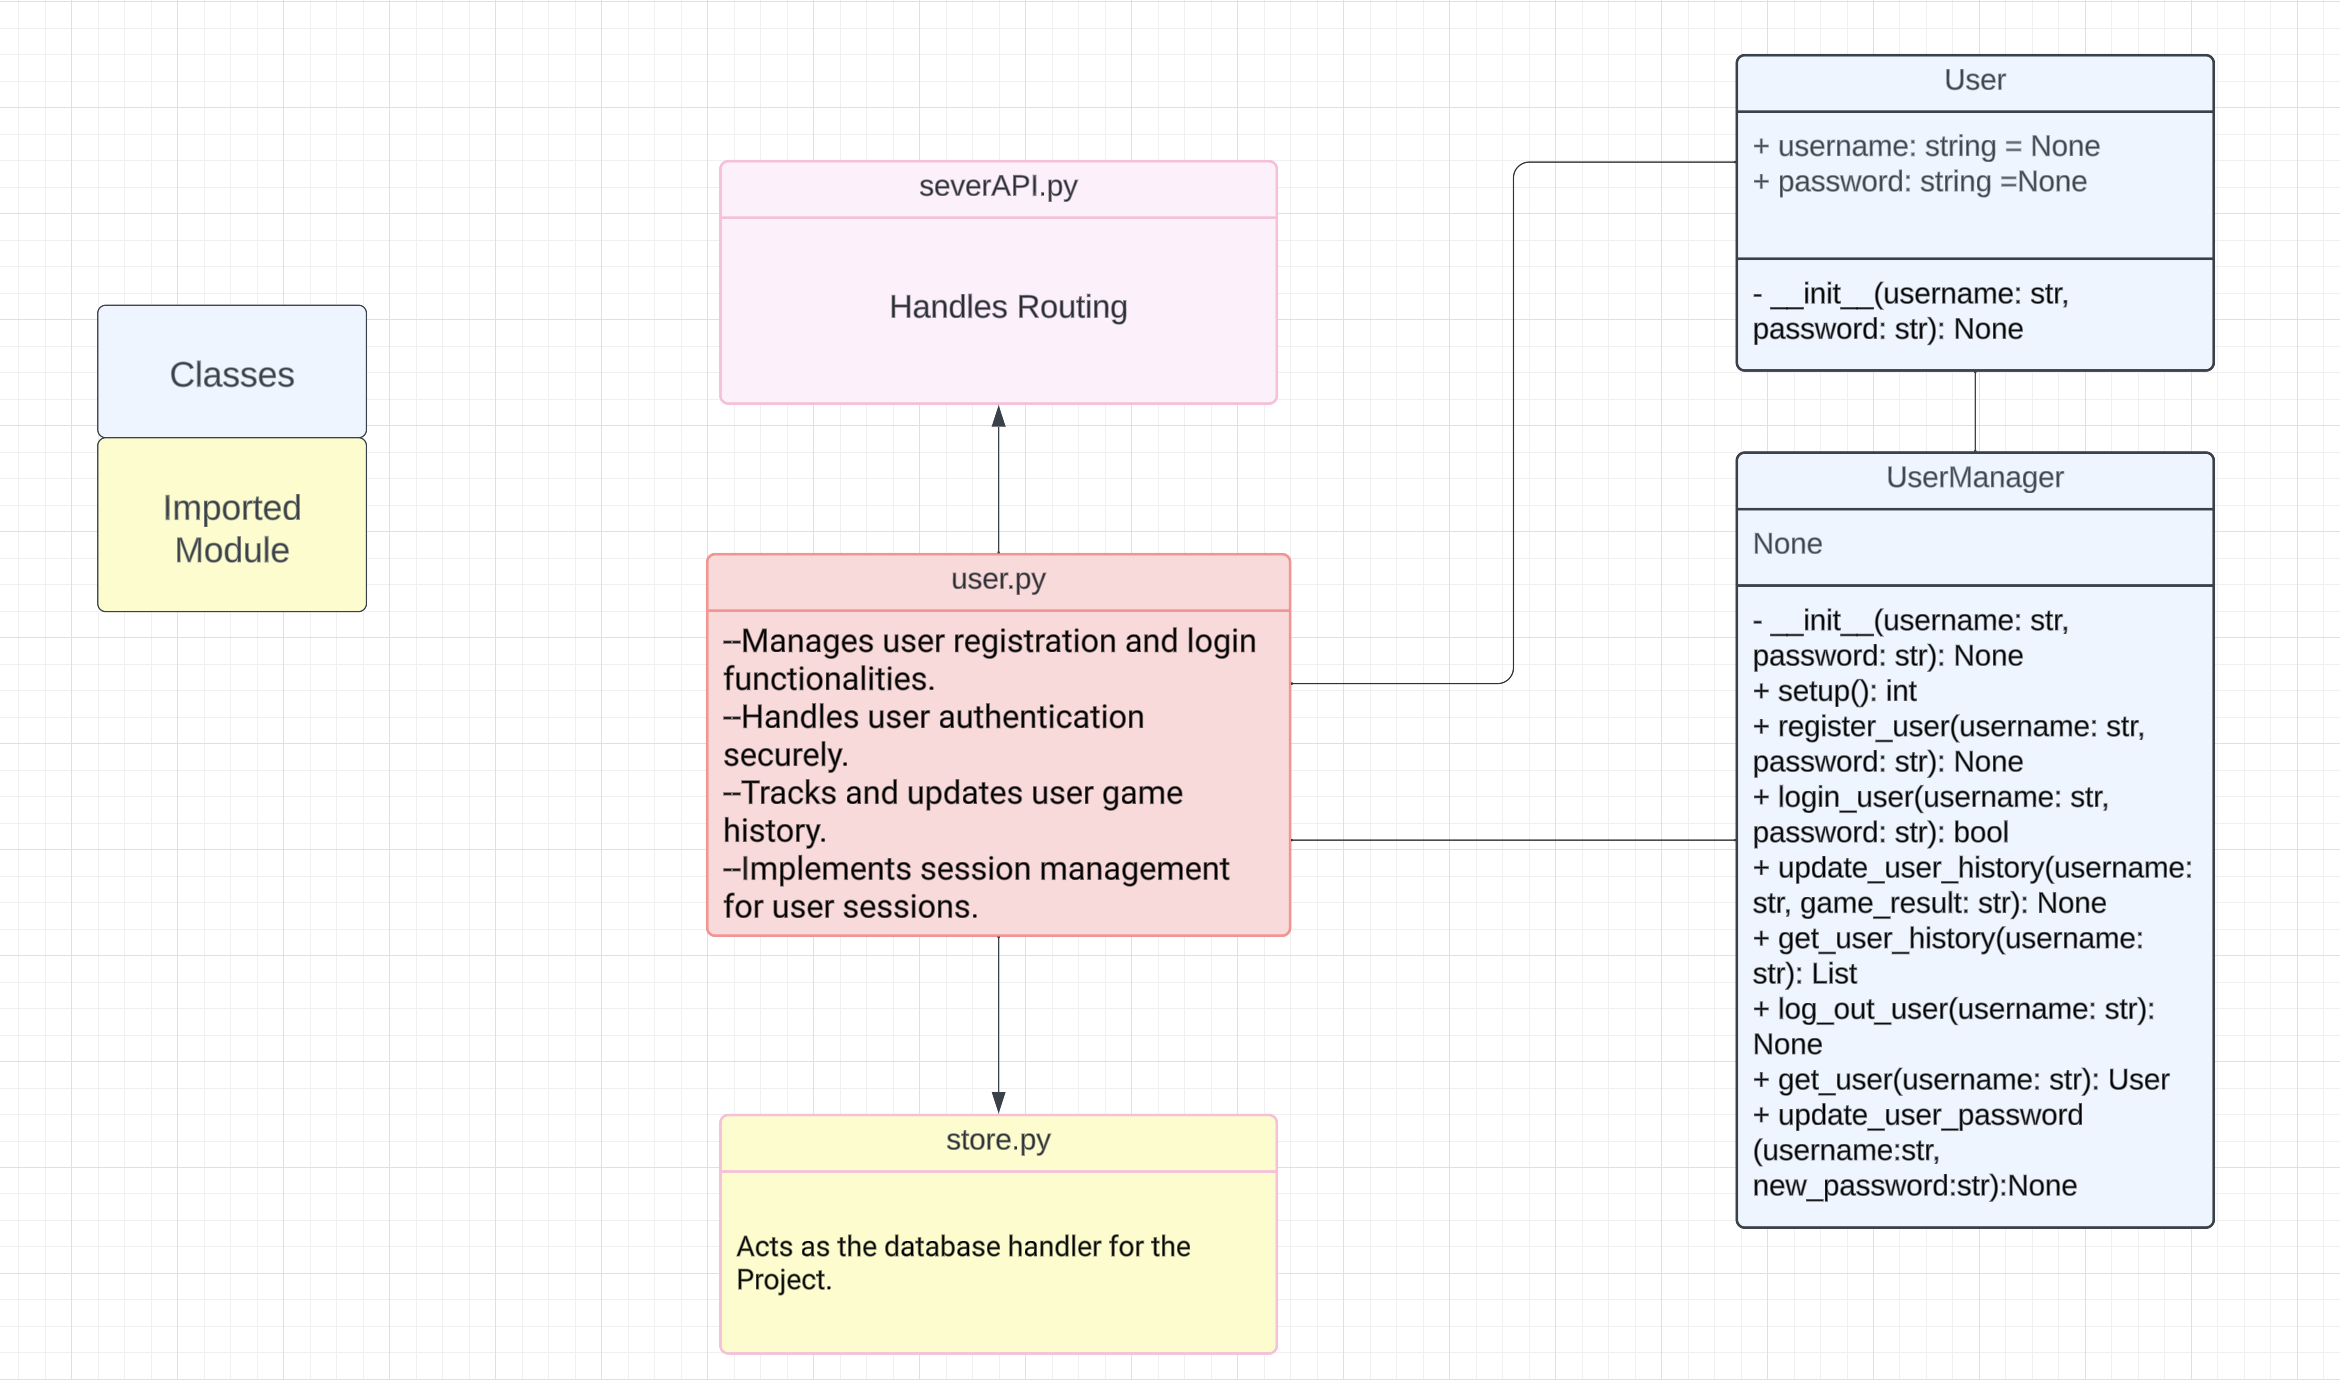 Classes
Imported
Module
severAPI.py
Handles Routing
user.py
--Manages user registration and login
functionalities.
--Handles user authentication
securely.
--Tracks and updates user game
history.
--Implements session management
for user sessions.
store.py
Acts as the database handler for the
Project.
User
+ username: string = None
+ password: string =None
- __init__(username: str,
password: str): None
UserManager
None
- __init__(username: str,
password: str): None
+ setup(): int
+ register_user(username: str,
password: str): None
+ login_user(username: str,
password: str): bool
+ update_user_history(username:
str, game_result: str): None
+ get_user_history(username:
str): List
+ log_out_user(username: str):
None
+ get_user(username: str): User
+ update_user_password
(username:str,
new_password:str):None